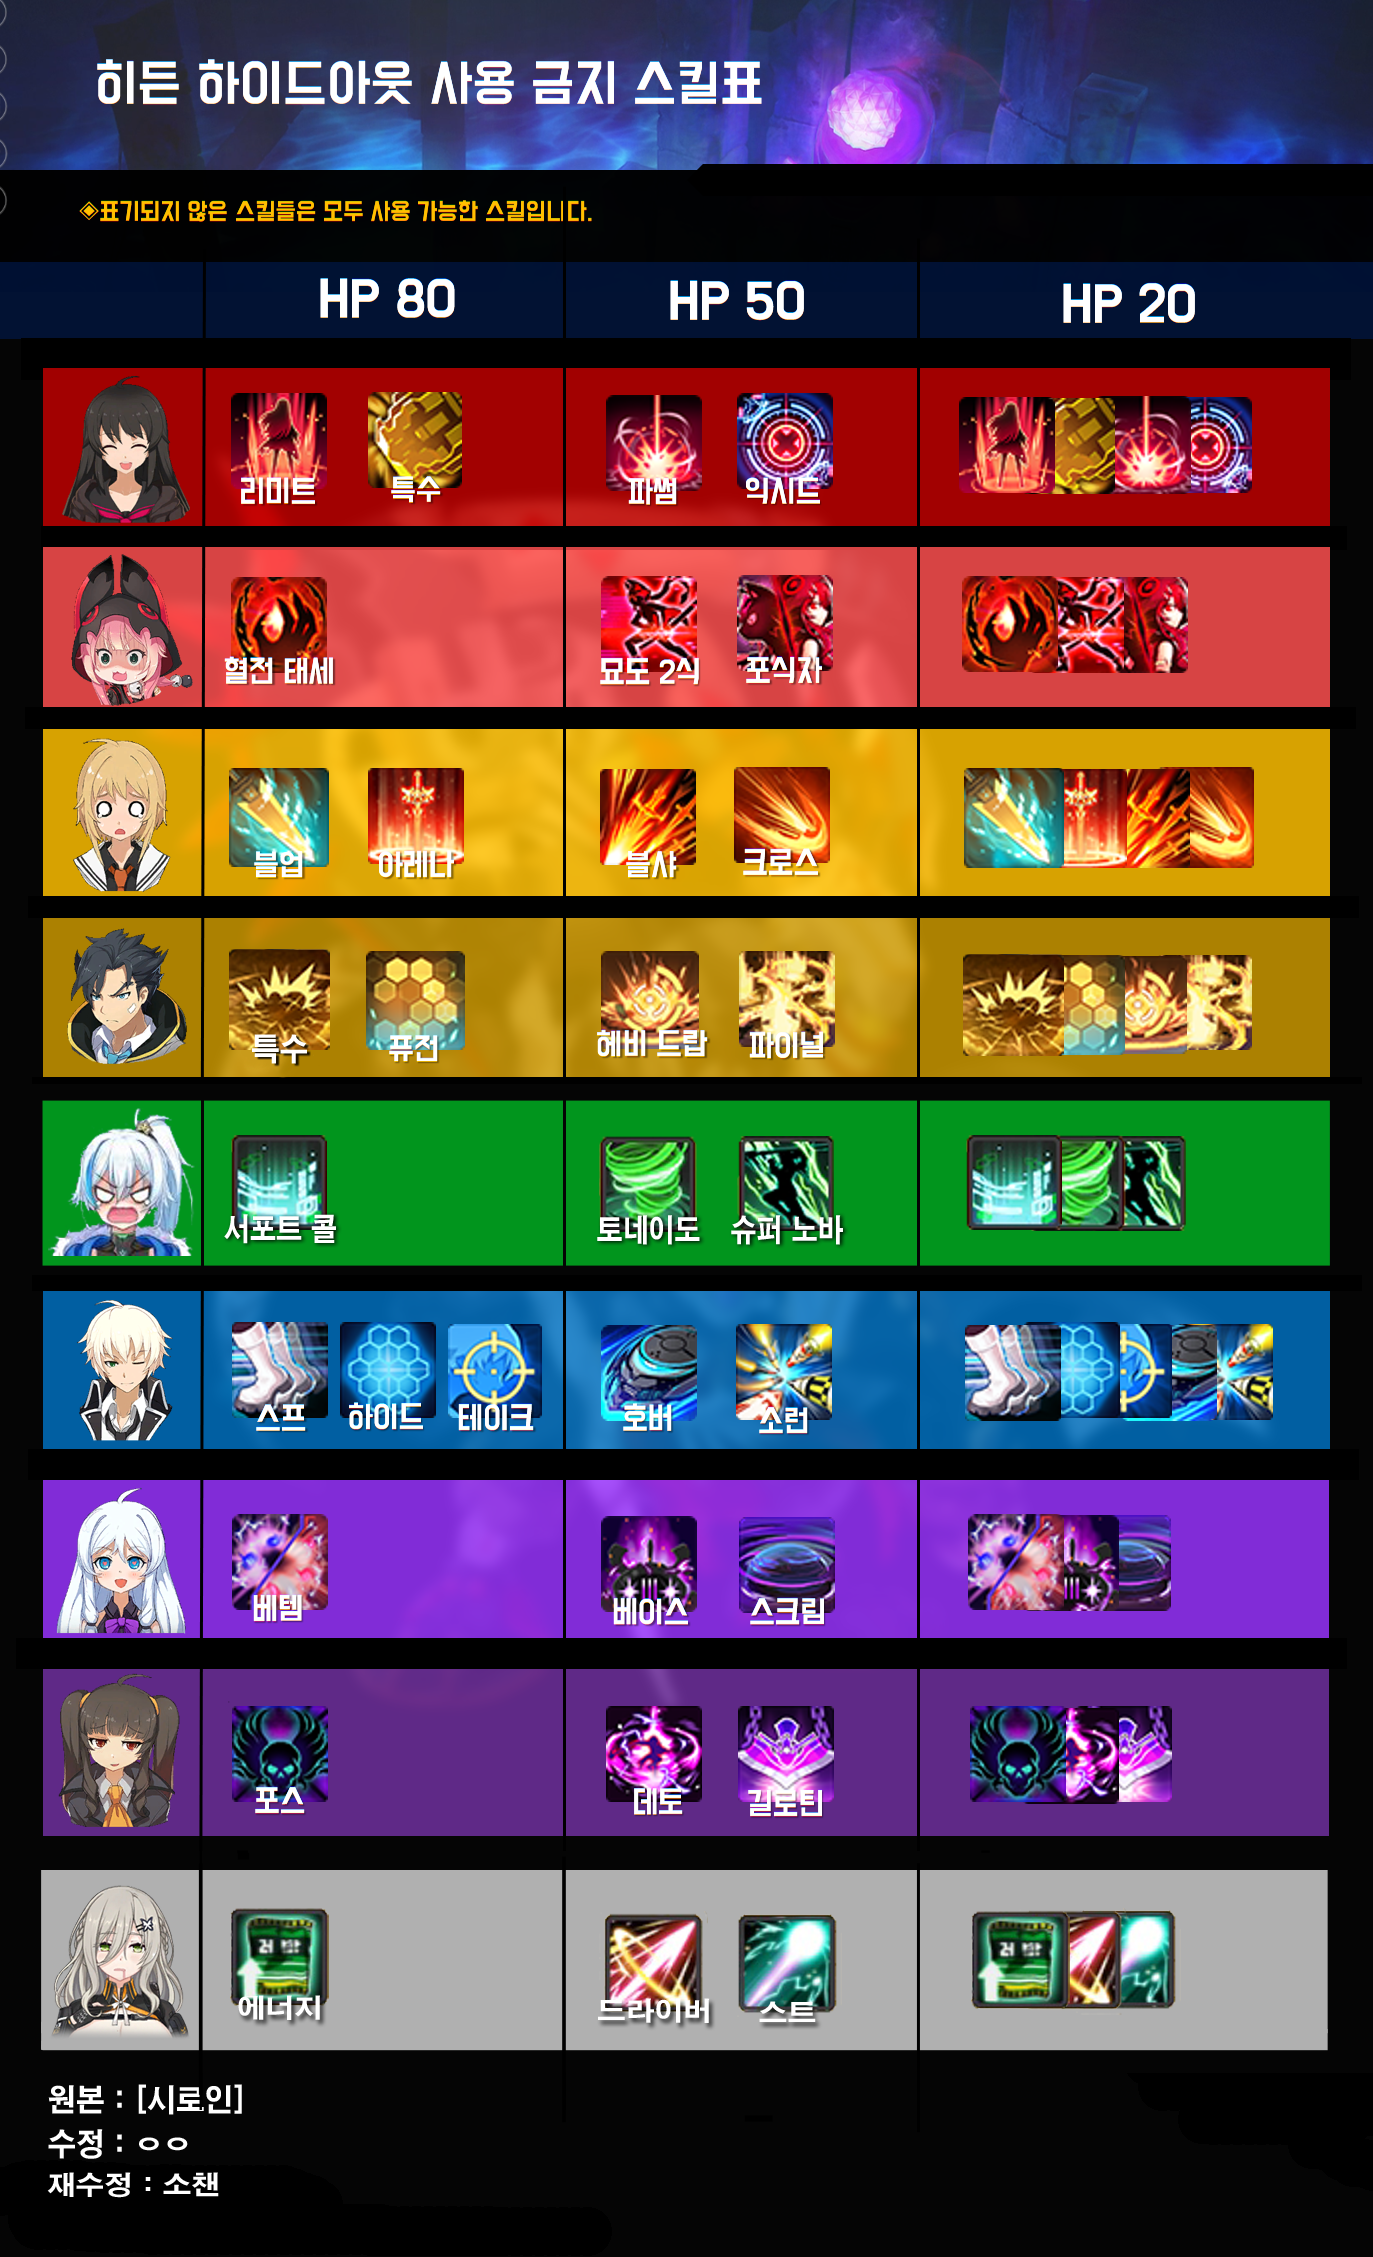 히든 하이드아웃 사용 금지 스킬표
◈표기되지 않은 스킬들은 모두 사용 가능한 스킬입니다.
HP 80 HP 50 HP 20
리미트 특수 파썸 익시드
혈전 태세 묘도 2식 포식자
블업 아레나 블샤 크로스
특수 퓨전 헤비 드랍 파이널
서포트 콜 토네이도 슈퍼 노바
스프 하이드 테이크 호버 소런
베템 베이스 스크림
포스 데토 길로틴
에너지 드라이버 스트
원본 : [시로인]
수정 : ㅇㅇ
재수정 : 소챈